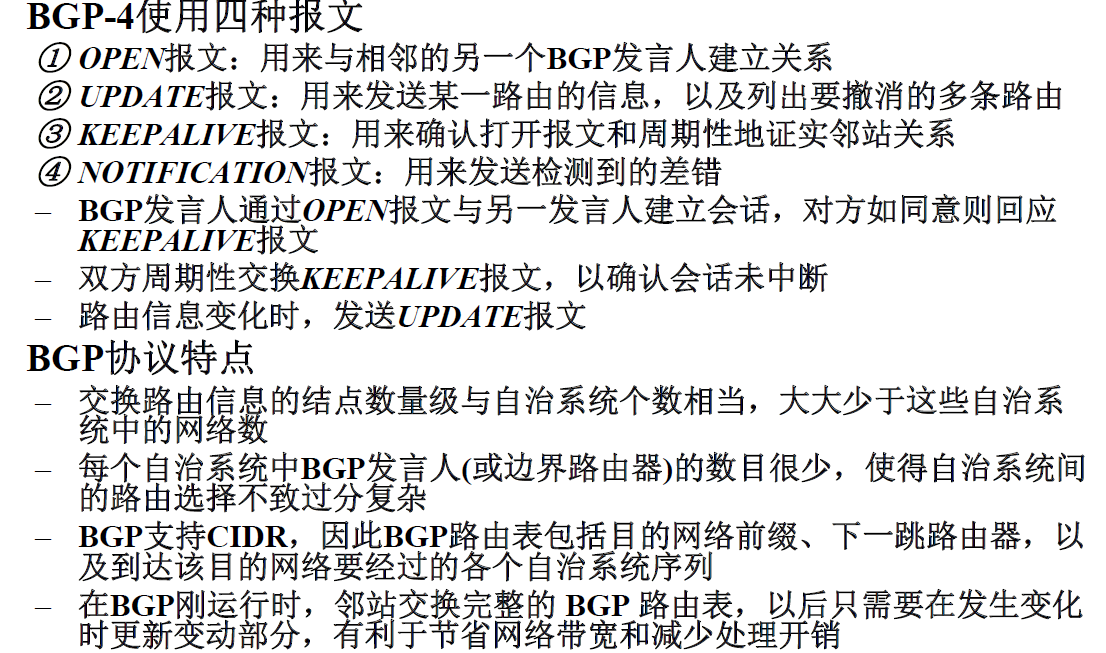 BGP-4使用四种报文
① OPEN报文：用来与相邻的另一个BGP发言人建立关系
② UPDATE报文：用来发送某一路由的信息，以及列出要撤消的多条路由
③ KEEPALIVE报文：用来确认打开报文和周期性地证实邻站关系
④ NOTIFICATION报文：用来发送检测到的差错
– BGP发言人通过OPEN报文与另一发言人建立会话，对方如同意则回应
KEEPALIVE报文
– 双方周期性交换KEEPALIVE报文，以确认会话未中断
– 路由信息变化时，发送UPDATE报文
BGP协议特点
– 交换路由信息的结点数量级与自治系统个数相当，大大少于这些自治系
统中的网络数
– 每个自治系统中BGP发言人(或边界路由器)的数目很少，使得自治系统间
的路由选择不致过分复杂
– BGP支持CIDR，因此BGP路由表包括目的网络前缀、下一跳路由器，以
及到达该目的网络要经过的各个自治系统序列
– 在BGP刚运行时，邻站交换完整的 BGP 路由表，以后只需要在发生变化
时更新变动部分，有利于节省网络带宽和减少处理开销